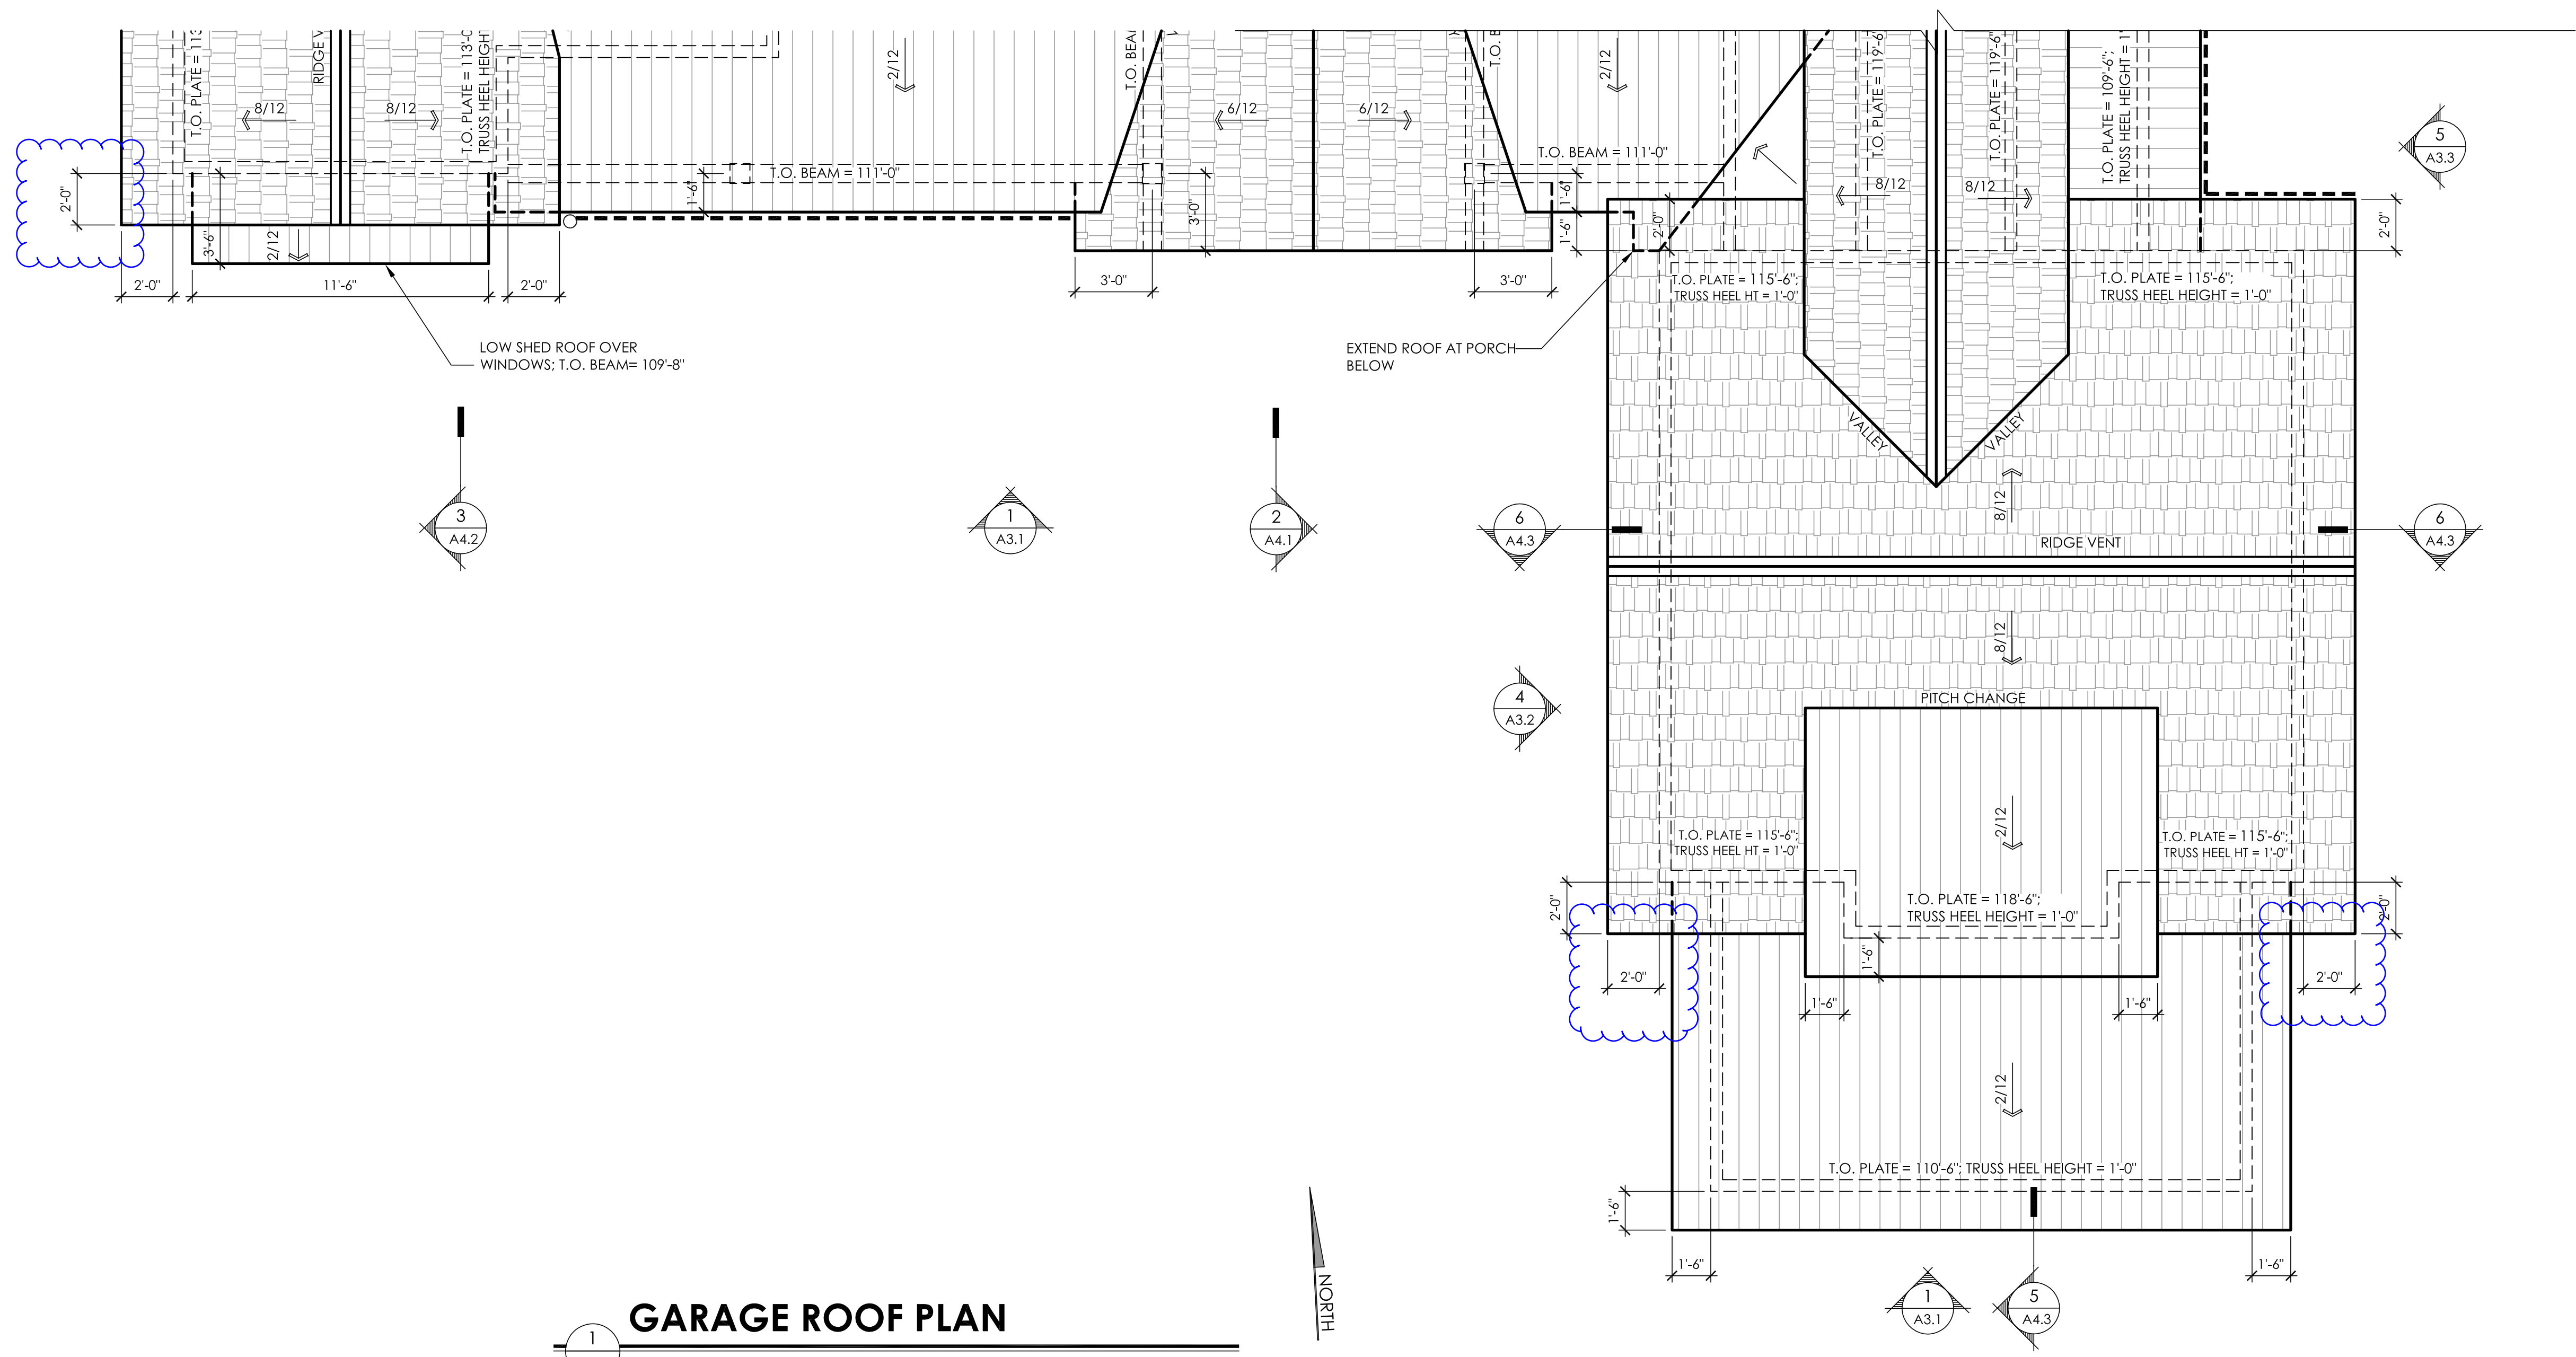 T.O. PLATE = 113
RIDGE V
T.O. PLATE = 113'-0
TRUSS HEEL HEIGHT
2/12
T.O. BEAM
T.O. B
2/12
T.O. PLATE = 119'-6"
T.O. PLATE = 119'-6"
T.O. PLATE = 109'-6";
TRUSS HEEL HEIGHT = 1'
8/12
8/12
6/12
6/12
5
A3.3
T.O. BEAM = 111'-0"
T.O. BEAM = 111'-0"
2'-0"
1'-6"
3'-0"
1'-6"
1'-6"
2'-0"
8/12
8/12
2'-0"
3'-6"
2/12
2'-0"
11'-6"
2'-0"
3'-0"
3'-0"
T.O. PLATE = 115'-6";
TRUSS HEEL HT = 1'-0"
T.O. PLATE = 115'-6";
TRUSS HEEL HEIGHT = 1'-0"
LOW SHED ROOF OVER
WINDOWS; T.O. BEAM= 109'-8"
EXTEND ROOF AT PORCH
BELOW
VALLEY
VALLEY
8/12
3
A4.2
1
A3.1
2
A4.1
6
A4.3
6
A4.3
RIDGE VENT
8/12
4
A3.2
PITCH CHANGE
2/12
T.O. PLATE = 115'-6";
TRUSS HEEL HT = 1'-0"
T.O. PLATE = 115'-6";
TRUSS HEEL HT = 1'-0"
T.O. PLATE = 118'-6";
TRUSS HEEL HEIGHT = 1'-0"
2'-0"
2'-0"
1'-6"
2'-0"
2'-0"
1'-6"
1'-6"
2/12
T.O. PLATE = 110'-6"; TRUSS HEEL HEIGHT = 1'-0"
1'-6"
1'-6"
1'-6"
1
A3.1
5
A4.3
NORTH
GARAGE ROOF PLAN
1